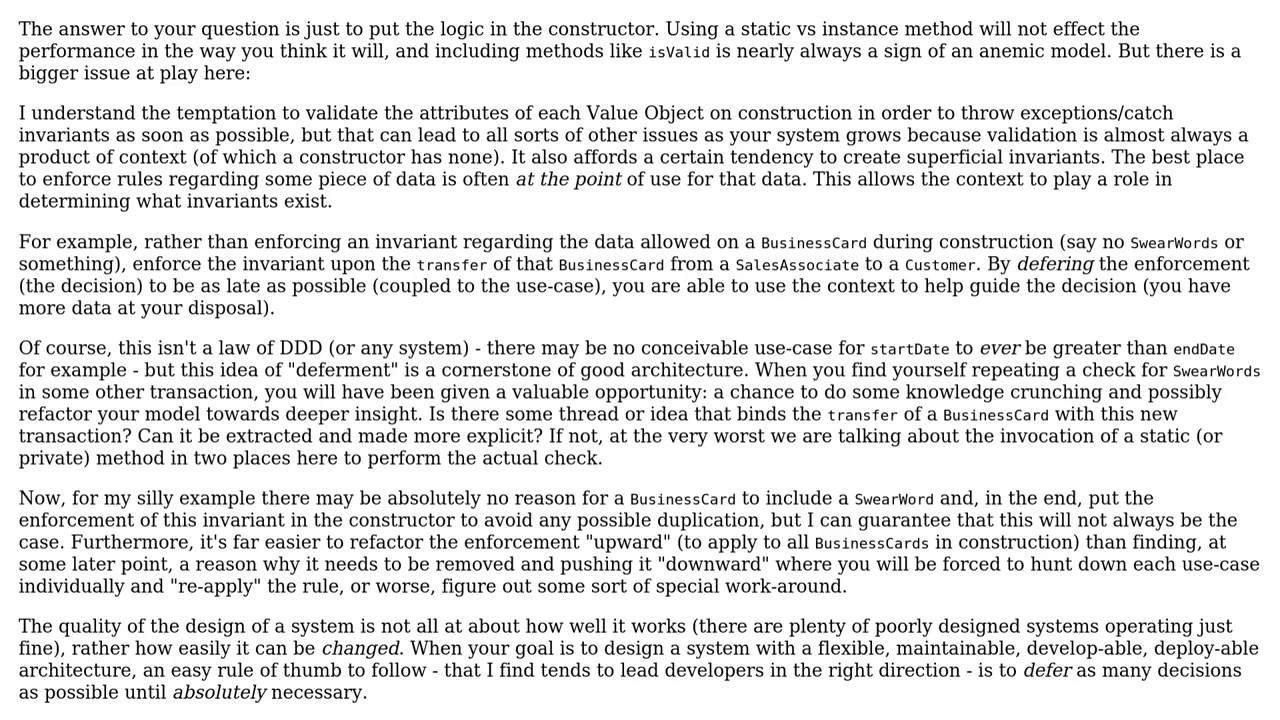 The answer to your question is just to put the logic in the constructor. Using a static vs instance method will not effect the
performance in the way you think it will, and including methods like isValid is nearly always a sign of an anemic model. But there is a
bigger issue at play here:
I understand the temptation to validate the attributes of each Value Object on construction in order to throw exceptions/catch
invariants as soon as possible, but that can lead to all sorts of other issues as your system grows because validation is almost always a
product of context (of which a constructor has none). It also affords a certain tendency to create superficial invariants. The best place
to enforce rules regarding some piece of data is often at the point of use for that data. This allows the context to play a role in
determining what invariants exist.
For example, rather than enforcing an invariant regarding the data allowed on a BusinessCard during construction (say no SwearWords or
something), enforce the invariant upon the transfer of that BusinessCard from a SalesAssociate to a Customer. By defering the enforcement
(the decision) to be as late as possible (coupled to the use-case), you are able to use the context to help guide the decision (you have
more data at your disposal).
Of course, this isn't a law of DDD (or any system) - there may be no conceivable use-case for startDate to ever be greater than endDate
for example - but this idea of "deferment" is a cornerstone of good architecture. When you find yourself repeating a check for SwearWords
in some other transaction, you will have been given a valuable opportunity: a chance to do some knowledge crunching and possibly
refactor your model towards deeper insight. Is there some thread or idea that binds the transfer of a BusinessCard with this new
transaction? Can it be extracted and made more explicit? If not, at the very worst we are talking about the invocation of a static (or
private) method in two places here to perform the actual check.
Now, for my silly example there may be absolutely no reason for a BusinessCard to include a SwearWord and, in the end, put the
enforcement of this invariant in the constructor to avoid any possible duplication, but I can guarantee that this will not always be the
case. Furthermore, it's far easier to refactor the enforcement "upward" (to apply to all BusinessCards in construction) than finding, at
some later point, a reason why it needs to be removed and pushing it "downward" where you will be forced to hunt down each use-case
individually and "re-apply" the rule, or worse, figure out some sort of special work-around.
The quality of the design of a system is not all at about how well it works (there are plenty of poorly designed systems operating just
fine), rather how easily it can be changed. When your goal is to design a system with a flexible, maintainable, develop-able, deploy-able
architecture, an easy rule of thumb to follow - that I find tends to lead developers in the right direction - is to defer as many decisions
as possible until absolutely necessary.